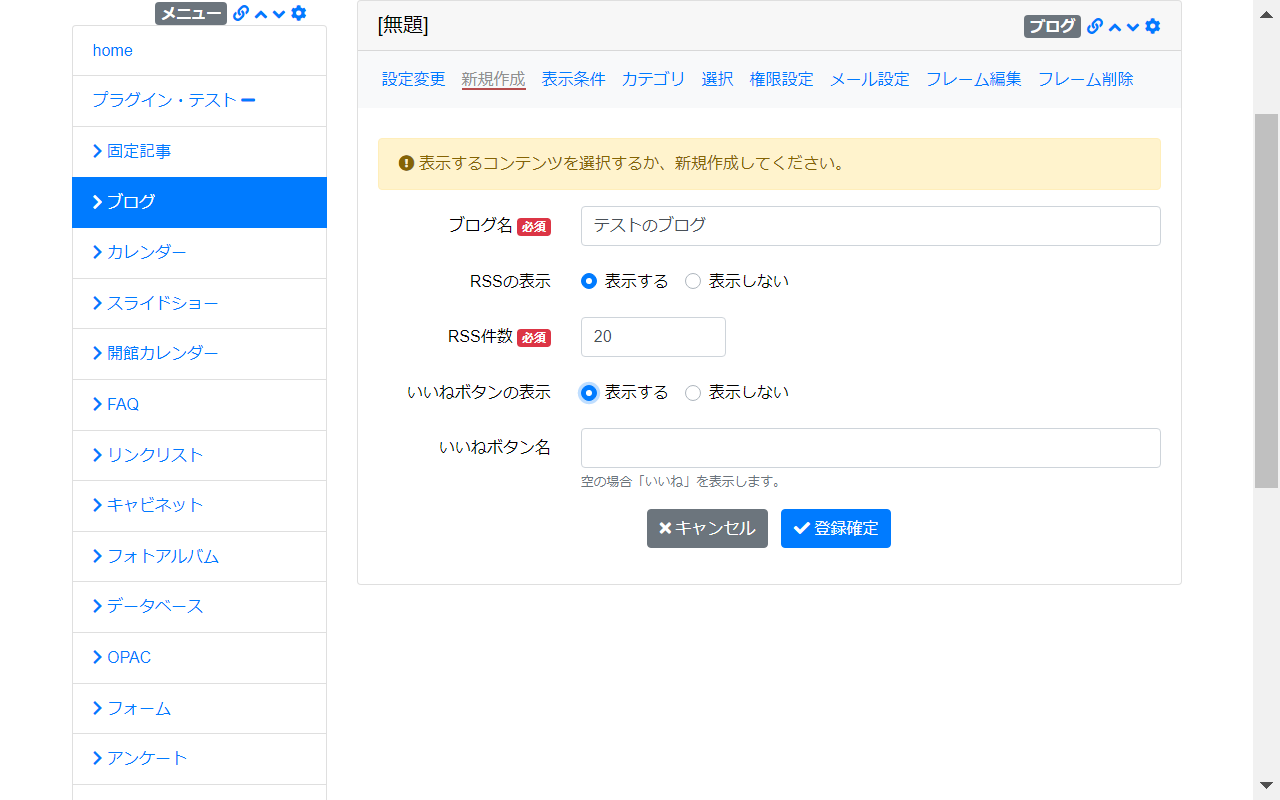 メニュー
home
プラグイン・テスト
固定記事
ブログ
カレンダー
スライドショー
開館カレンダー
FAQ
リンクリスト
キャビネット
フォトアルバム
データベース
OPAC
フォーム
アンケート
[無題]
ブログ
設定変更 新規作成 表示条件 カテゴリ 選択 権限設定 メール設定 フレーム編集 フレーム削除
表示するコンテンツを選択するか、新規作成してください。
ブログ名 必須 テストのブログ
RSSの表示 表示する 表示しない
RSS件数 必須 20
いいねボタンの表示 表示する 表示しない
いいねボタン名
空の場合「いいね」を表示します。
キャンセル 登録確定